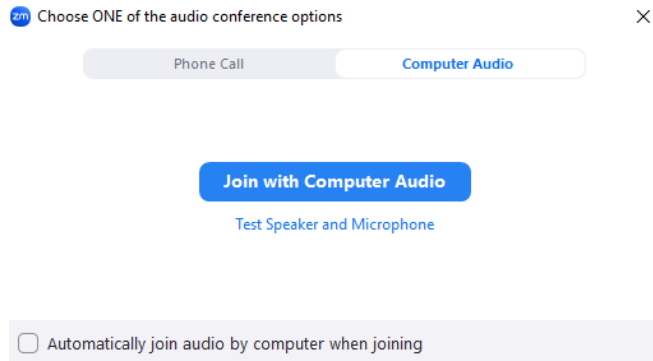 zm Choose ONE of the audio conference options
Phone Call Computer Audio
Join with Computer Audio
Test Speaker and Microphone
Automatically join audio by computer when joining